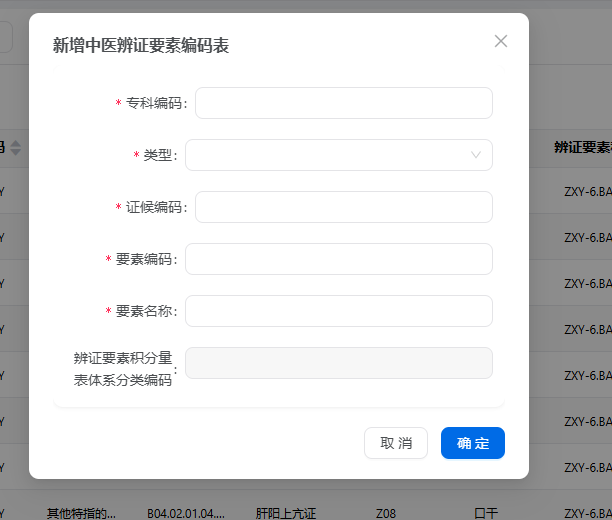 新增中医辨证要素编码表
* 专科编码:
码
辨证要素积
* 类型:
Y
ZXY-6.BA
* 证候编码:
Y
ZXY-6.BA
* 要素编码:
Y
ZXY-6.BA
* 要素名称:
Y
ZXY-6.BA
辨证要素积分量
表体系分类编码
:
Y
ZXY-6.BA
Y
ZXY-6.BA
取 消
确 定
Y
ZXY-6.BA
Y
其他特指的...
B04.02.01.04....
肝阳上亢证
Z08
口干
ZXY-6.BA